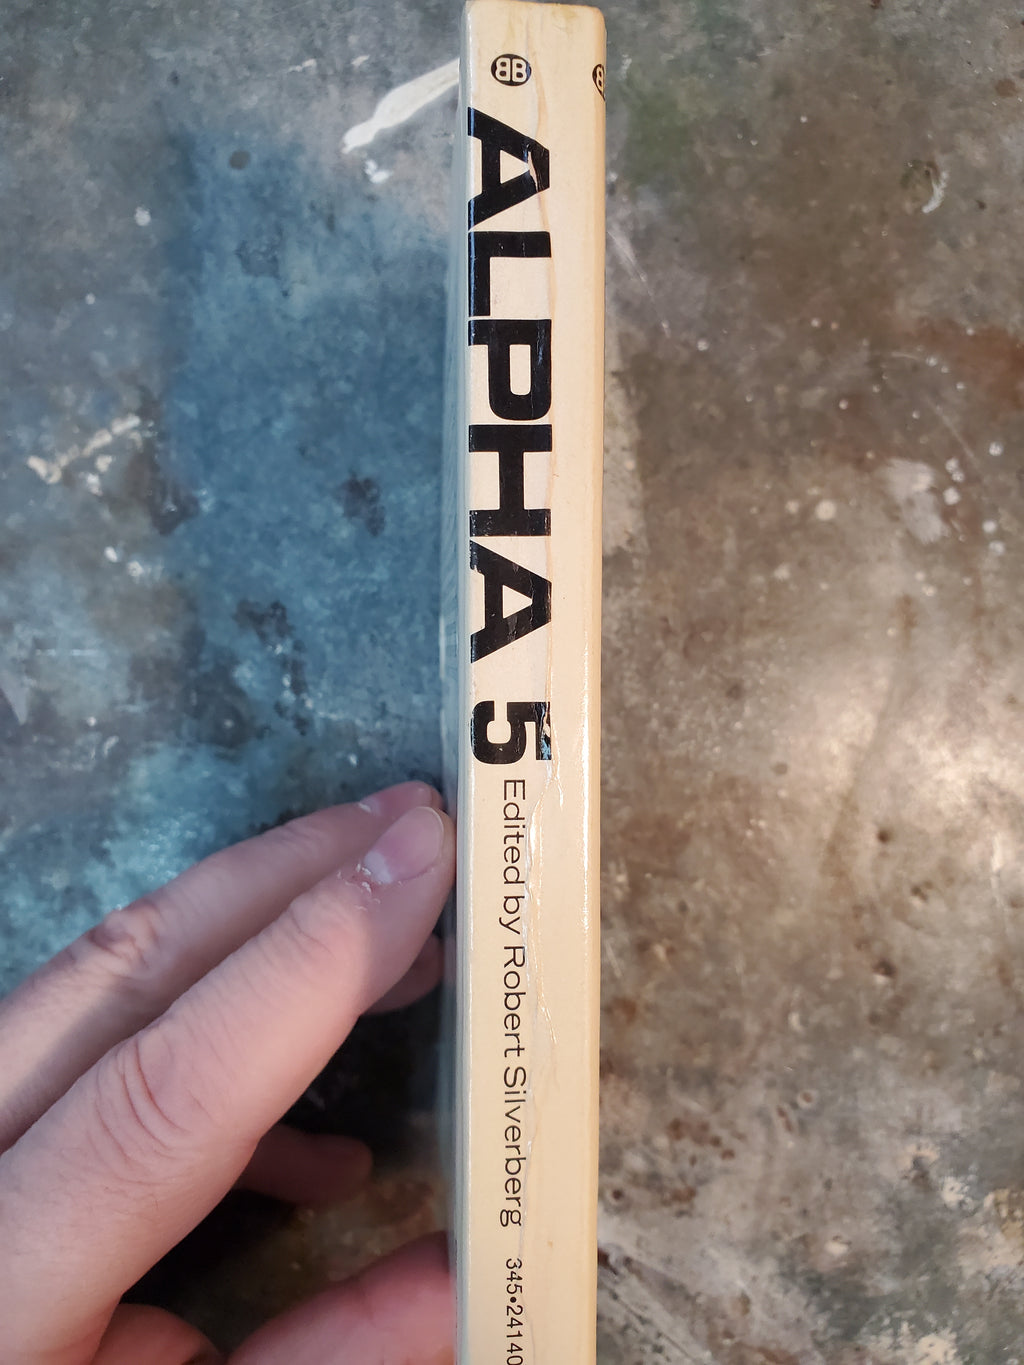 BB
ALPHA 5
Edited by Robert Silverberg
345•24140